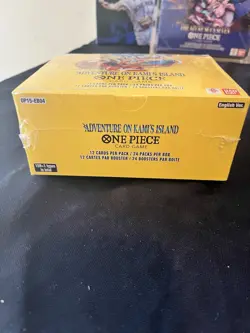 OP15-EB04
English Ver.
ADVENTURE ON KAMI'S ISLAND
ONE PIECE
CARD GAME
12 CARDS PER PACK / 24 PACKS PER BOX
12 CARTES PAR BOOSTER / 24 BOOSTERS PAR BOITE
ONE PIECE